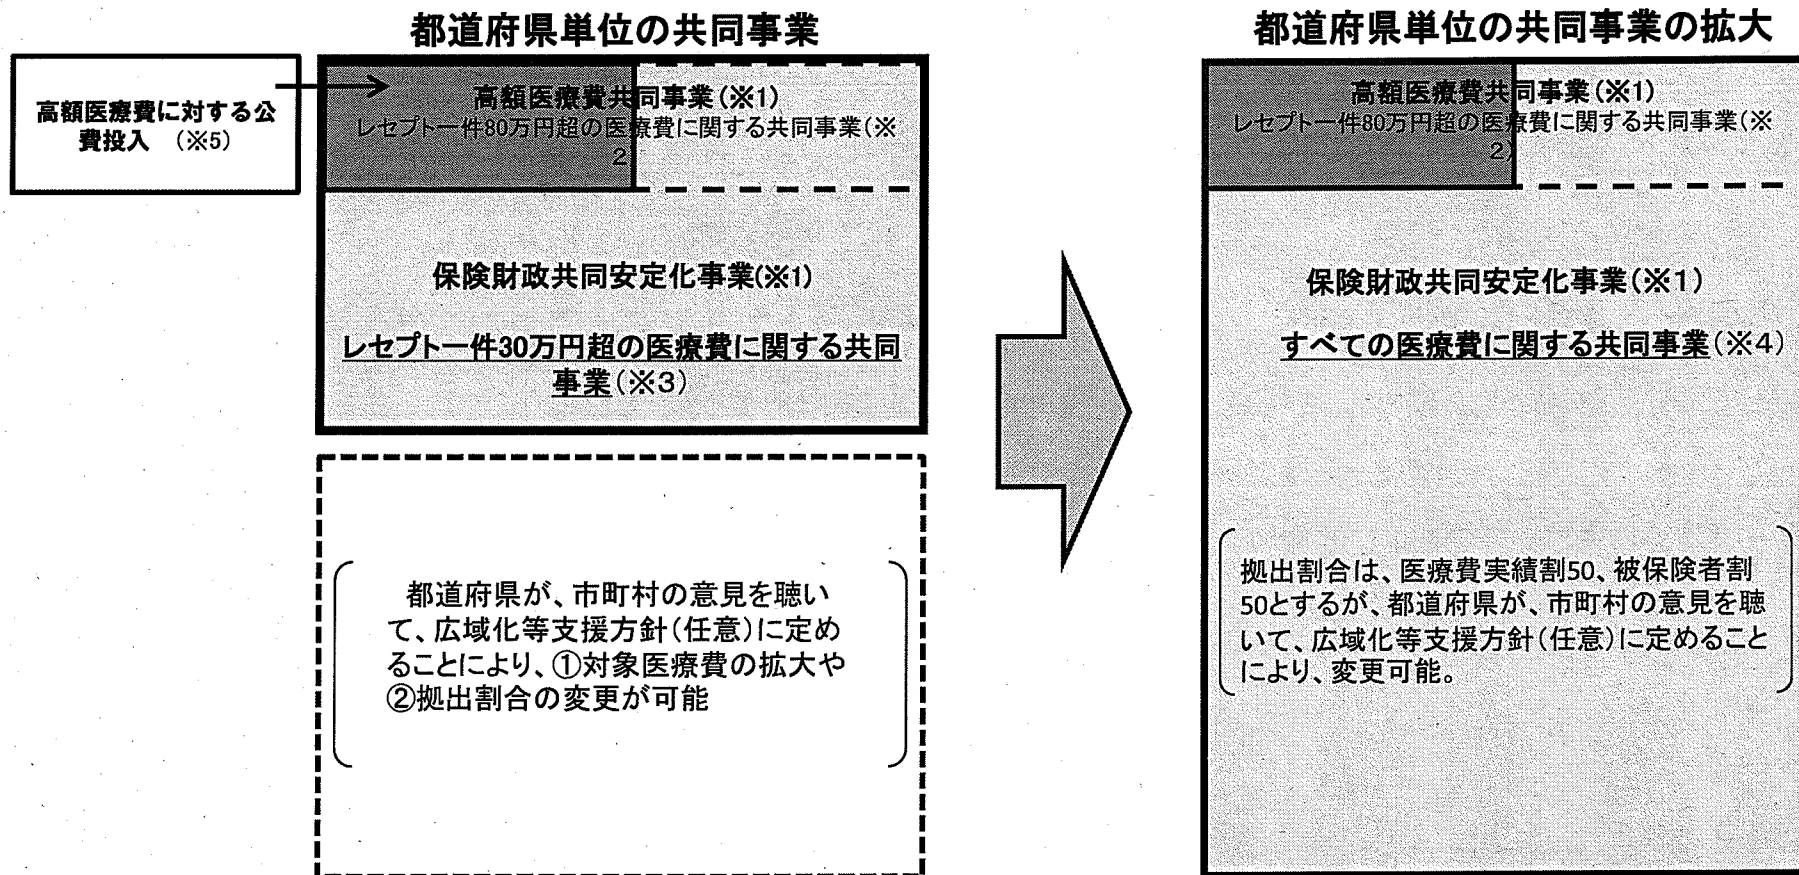 都道府県単位の共同事業
高額医療費に対する公
費投入 (※5)
高額医療費共同事業(※1)
レセプト一件80万円超の医療費に関する共同事業(※
2)
保険財政共同安定化事業(※1)
レセプト一件30万円超の医療費に関する共同
事業(※3)
都道府県が、市町村の意見を聴い
て、広域化等支援方針(任意)に定め
ることにより、①対象医療費の拡大や
②拠出割合の変更が可能
都道府県単位の共同事業の拡大
高額医療費共同事業(※1)
レセプト一件80万円超の医療費に関する共同事業(※
2)
保険財政共同安定化事業(※1)
すべての医療費に関する共同事業(※4)
拠出割合は、医療費実績割50、被保険者割
50とするが、都道府県が、市町村の意見を聴
いて、広域化等支援方針(任意)に定めること
により、変更可能。